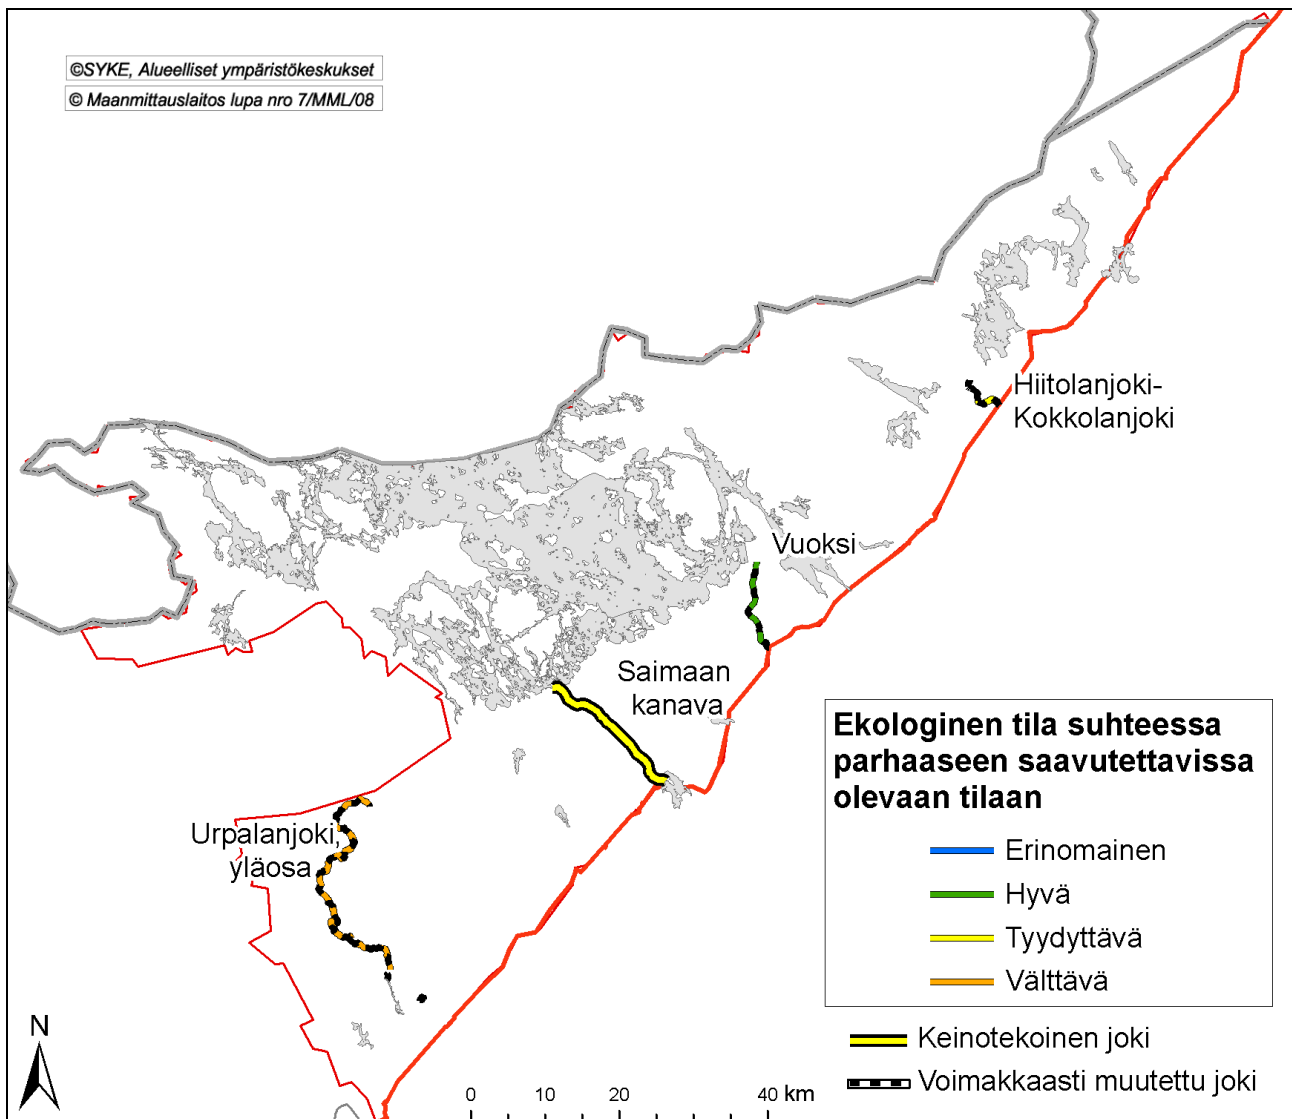 ©SYKE, Alueelliset ympäristökeskukset
© Maanmittauslaitos lupa nro 7/MML/08
Hiitolanjoki-
Kokkolanjoki
Vuoksi
Saimaan
kanava
Urpalanjoki,
yläosa
Ekologinen tila suhteessa
parhaaseen saavutettavissa
olevaan tilaan
Erinomainen
Hyvä
Tyydyttävä
Välttävä
Keinotekoinen joki
Voimakkaasti muutettu joki
N
0 10 20 40 km